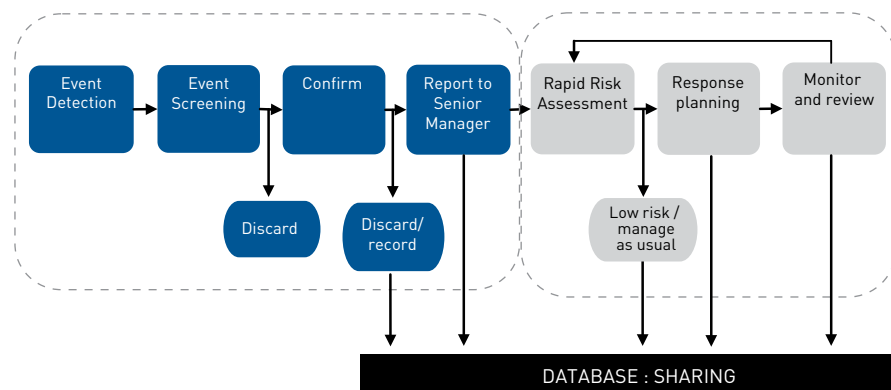 Event
Detection
Event
Screening
Confirm
Report to
Senior
Manager
Rapid Risk
Assessment
Response
planning
Monitor
and review
Discard
Discard/
record
Low risk /
manage
as usual
DATABASE : SHARING